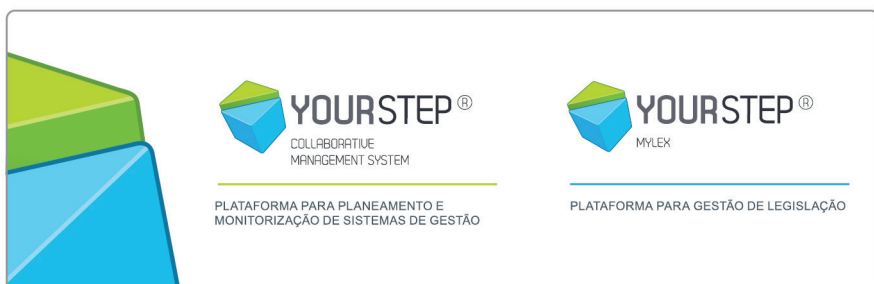 YOURSTEP®
COLLABORATIVE
MANAGEMENT SYSTEM
PLATAFORMA PARA PLANEAMENTO E
MONITORIZAÇÃO DE SISTEMAS DE GESTÃO
YOURSTEP®
MYLEX
PLATAFORMA PARA GESTÃO DE LEGISLAÇÃO